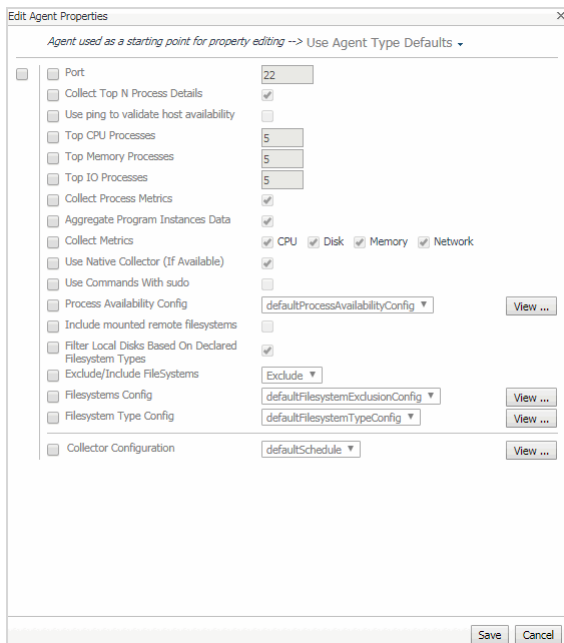 Edit Agent Properties
Agent used as a starting point for property editing --> Use Agent Type Defaults
Port 22
Collect Top N Process Details
Use ping to validate host availability
Top CPU Processes 5
Top Memory Processes 5
Top IO Processes 5
Collect Process Metrics
Aggregate Program Instances Data
Collect Metrics CPU Disk Memory Network
Use Native Collector (If Available)
Use Commands With sudo
Process Availability Config defaultProcessAvailabilityConfig View ...
Include mounted remote filesystems
Filter Local Disks Based On Declared
Filesystem Types
Exclude/Include FileSystems Exclude
Filesystems Config defaultFilesystemExclusionConfig View ...
Filesystem Type Config defaultFilesystemTypeConfig View ...
Collector Configuration defaultSchedule View ...
Save Cancel